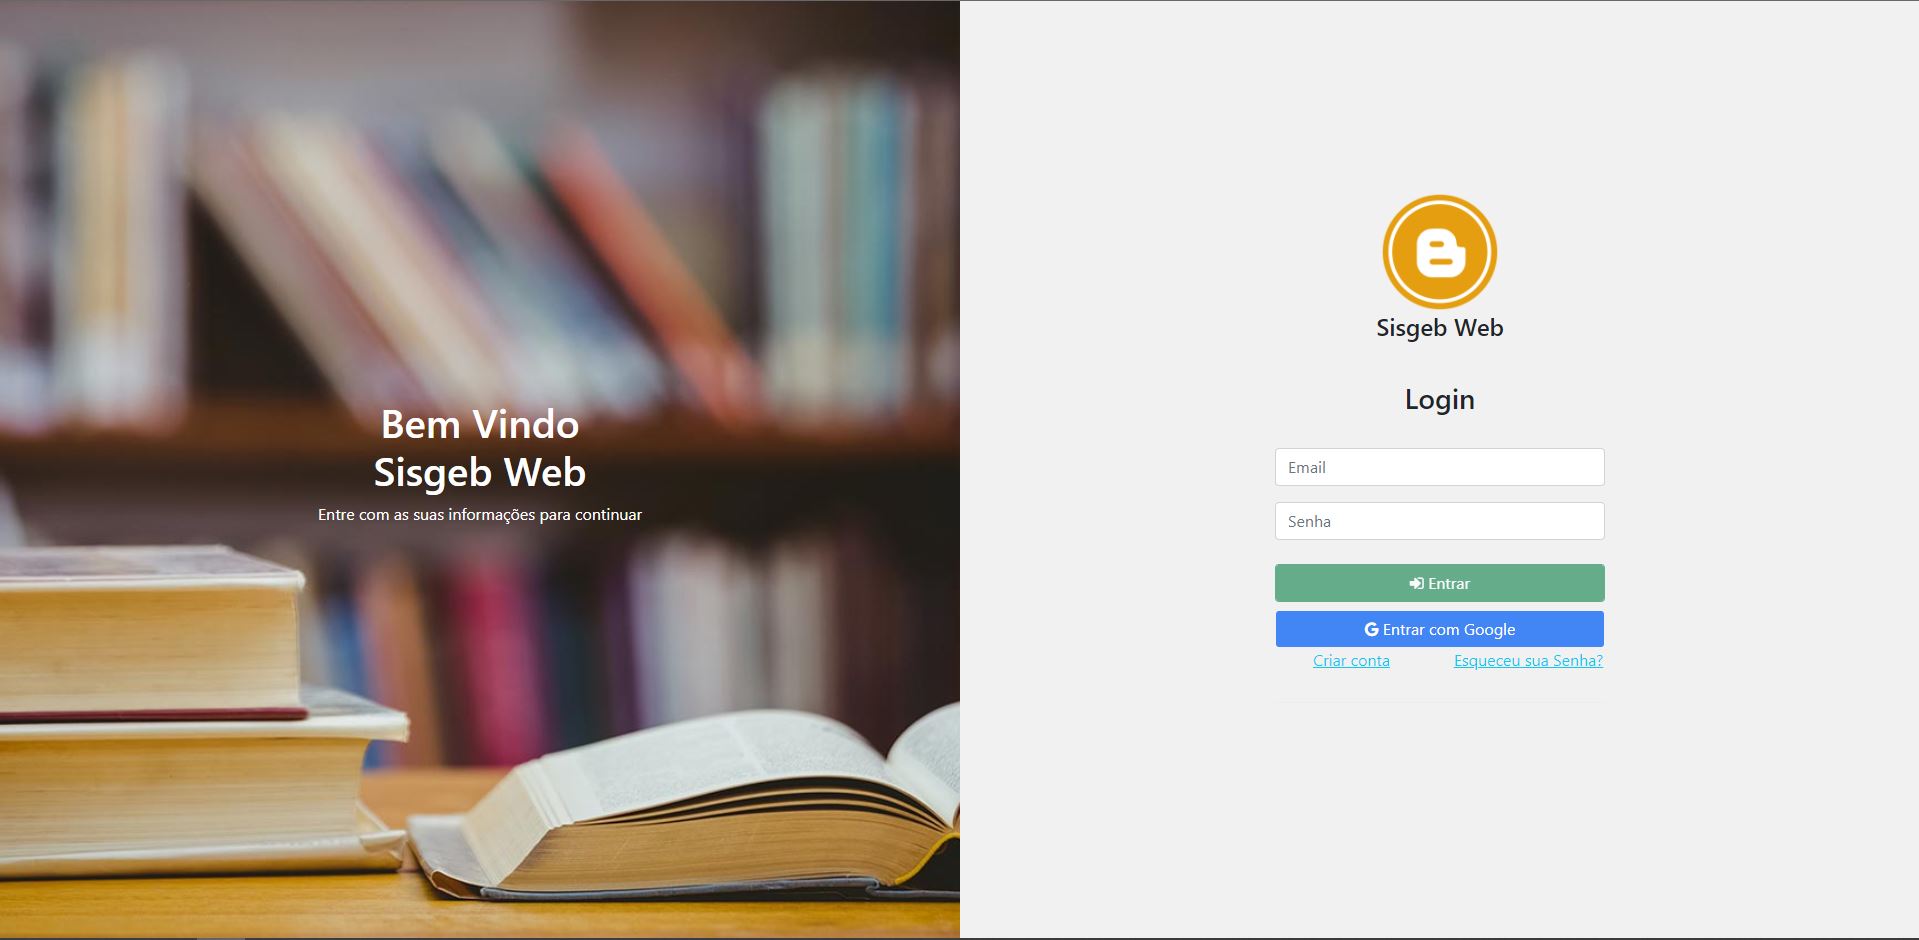 Bem Vindo
Sisgeb Web
Entre com as suas informações para continuar
Sisgeb Web
Login
Email
Senha
Entrar
Entrar com Google
Criar conta
Esqueceu sua Senha?